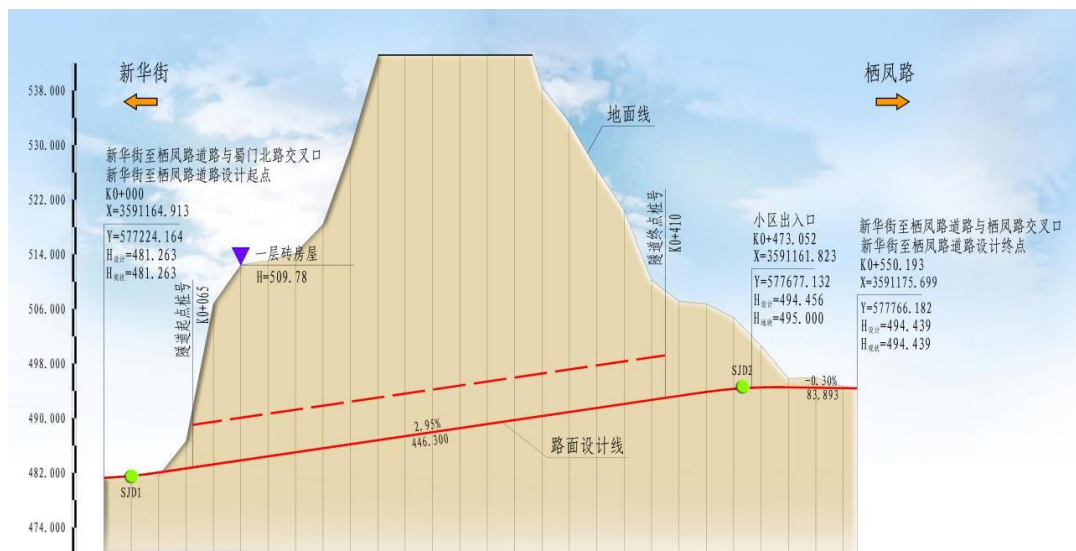 新华街
栖凤路
538.000
530.000
522.000
514.000
506.000
498.000
490.000
482.000
474.000
新华街至栖凤路道路与蜀门北路交叉口
新华街至栖凤路道路设计起点
K0+000
X=3591164.913
Y=577224.164
H设计=481.263
H现状=481.263
隧道起点桩号
K0+065
一层砖房屋
H=509.78
地面线
隧道终点桩号
K0+410
小区出入口
K0+473.052
X=3591161.823
Y=577677.132
H设计=494.456
H地块=495.000
新华街至栖凤路道路与栖凤路交叉口
新华街至栖凤路道路设计终点
K0+550.193
X=3591175.699
Y=577766.182
H设计=494.439
H现状=494.439
SJD1
2.95%
446.300
路面设计线
SJD2
-0.30%
83.893